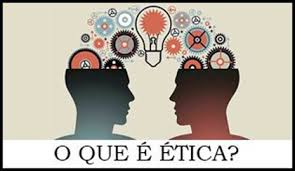 O QUE É ÉTICA?